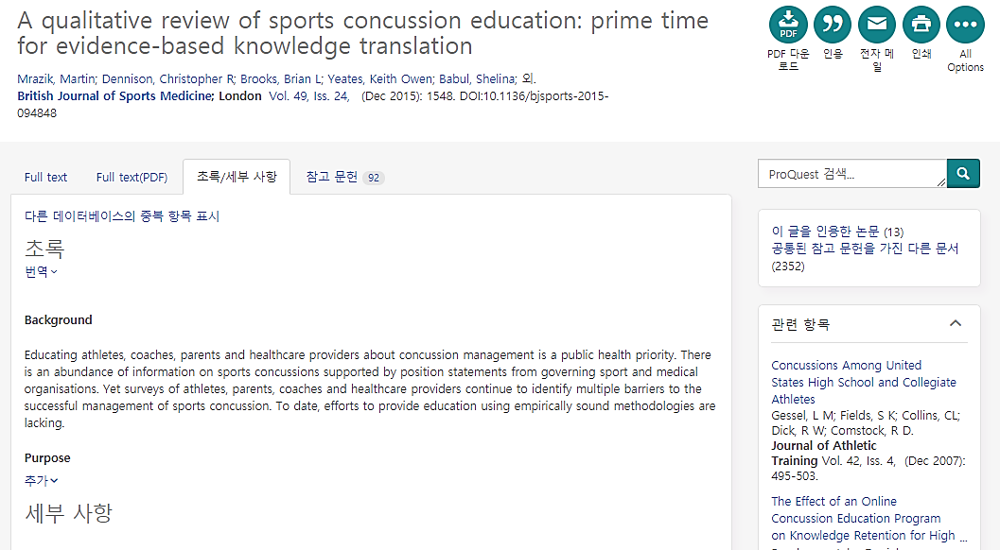 A qualitative review of sports concussion education: prime time
for evidence-based knowledge translation
Mrazik, Martin; Dennison, Christopher R; Brooks, Brian L; Yeates, Keith Owen; Babul, Shelina; 외.
British Journal of Sports Medicine; London Vol. 49, Iss. 24, (Dec 2015): 1548. DOI:10.1136/bjsports-2015-
094848
PDF
PDF 다운
로드
인용
전자 메
일
인쇄
All
Options
Full text
Full text(PDF)
초록/세부 사항
참고 문헌 92
다른 데이터베이스의 중복 항목 표시
초록
번역
Background
Educating athletes, coaches, parents and healthcare providers about concussion management is a public health priority. There
is an abundance of information on sports concussions supported by position statements from governing sport and medical
organisations. Yet surveys of athletes, parents, coaches and healthcare providers continue to identify multiple barriers to the
successful management of sports concussion. To date, efforts to provide education using empirically sound methodologies are
lacking.
Purpose
추가
세부 사항
ProQuest 검색...
이 글을 인용한 논문 (13)
공통된 참고 문헌을 가진 다른 문서
(2352)
관련 항목
Concussions Among United
States High School and Collegiate
Athletes
Gessel, L M; Fields, S K; Collins, CL;
Dick, R W; Comstock, R D.
Journal of Athletic
Training Vol. 42, Iss. 4, (Dec 2007):
495-503.
The Effect of an Online
Concussion Education Program
on Knowledge Retention for High ...